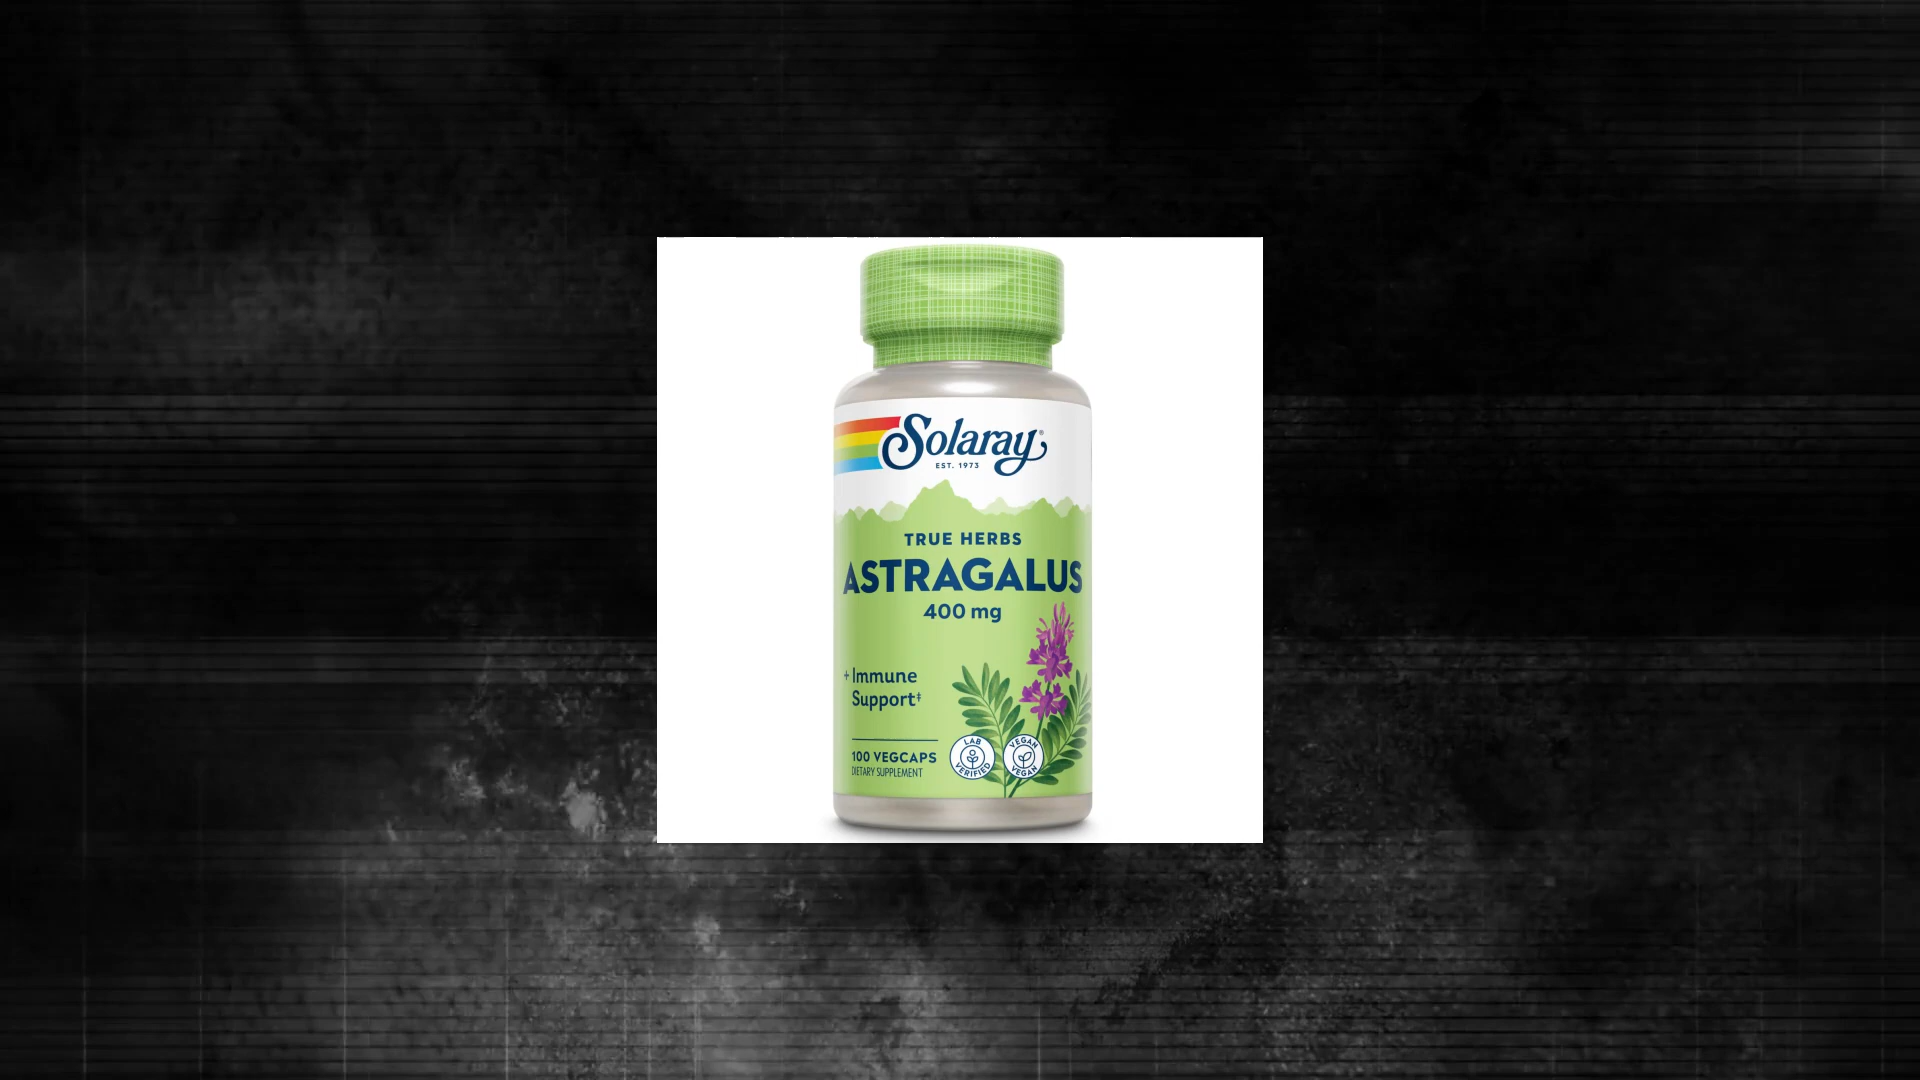 Solaray®
EST. 1973
TRUE HERBS
ASTRAGALUS
400 mg
+ Immune
Support‡
100 VEGCAPS
DIETARY SUPPLEMENT
LAB
VERIFIED
VEGAN
VEGAN